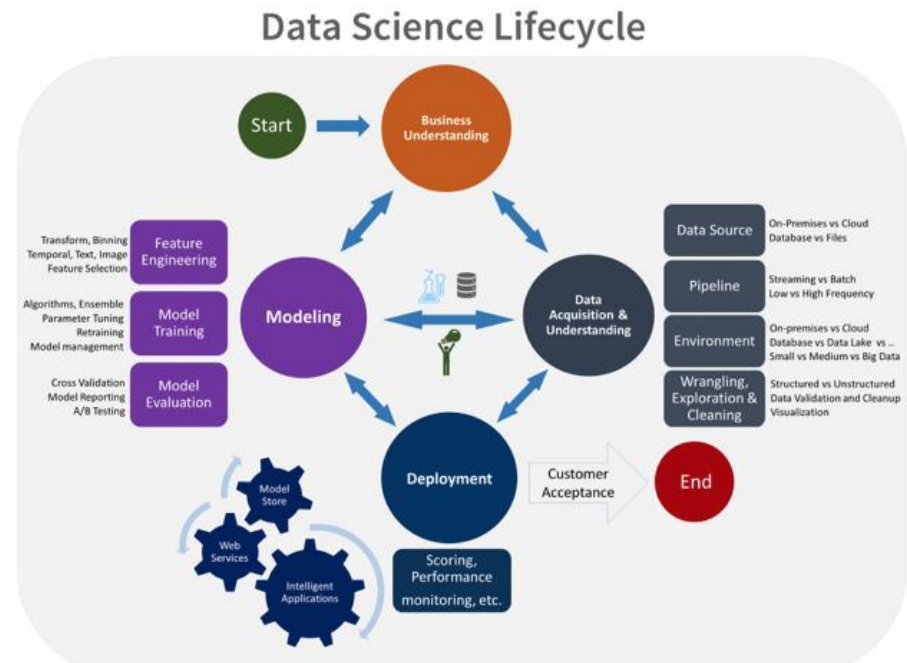 Data Science Lifecycle
Start
Business
Understanding
Transform, Binning
Temporal, Text, Image
Feature Selection
Feature
Engineering
Algorithms, Ensemble
Parameter Tuning
Retraining
Model management
Model
Training
Cross Validation
Model Reporting
A/B Testing
Model
Evaluation
Modeling
Data
Acquisition &
Understanding
Data Source
On-Premises vs Cloud
Database vs Files
Pipeline
Streaming vs Batch
Low vs High Frequency
Environment
On-premises vs Cloud
Database vs Data Lake vs ..
Small vs Medium vs Big Data
Wrangling,
Exploration &
Cleaning
Structured vs Unstructured
Data Validation and Cleanup
Visualization
Deployment
Customer
Acceptance
End
Model
Store
Web
Services
Intelligent
Applications
Scoring,
Performance
monitoring, etc.